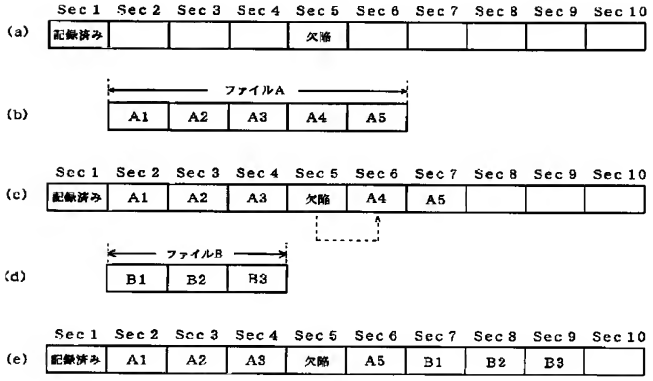 Sec 1 Sec 2 Sec 3 Sec 4 Sec 5 Sec 6 Sec 7 Sec 8 Sec 9 Sec 10
(a) 記録済み 欠陥
ファイルA
(b) A1 A2 A3 A4 A5
Sec 1 Sec 2 Sec 3 Sec 4 Sec 5 Sec 6 Sec 7 Sec 8 Sec 9 Sec 10
(c) 記録済み A1 A2 A3 欠陥 A4 A5
ファイルB
(d) B1 B2 B3
Sec 1 Sec 2 Sec 3 Sec 4 Sec 5 Sec 6 Sec 7 Sec 8 Sec 9 Sec 10
(e) 記録済み A1 A2 A3 欠陥 A5 B1 B2 B3